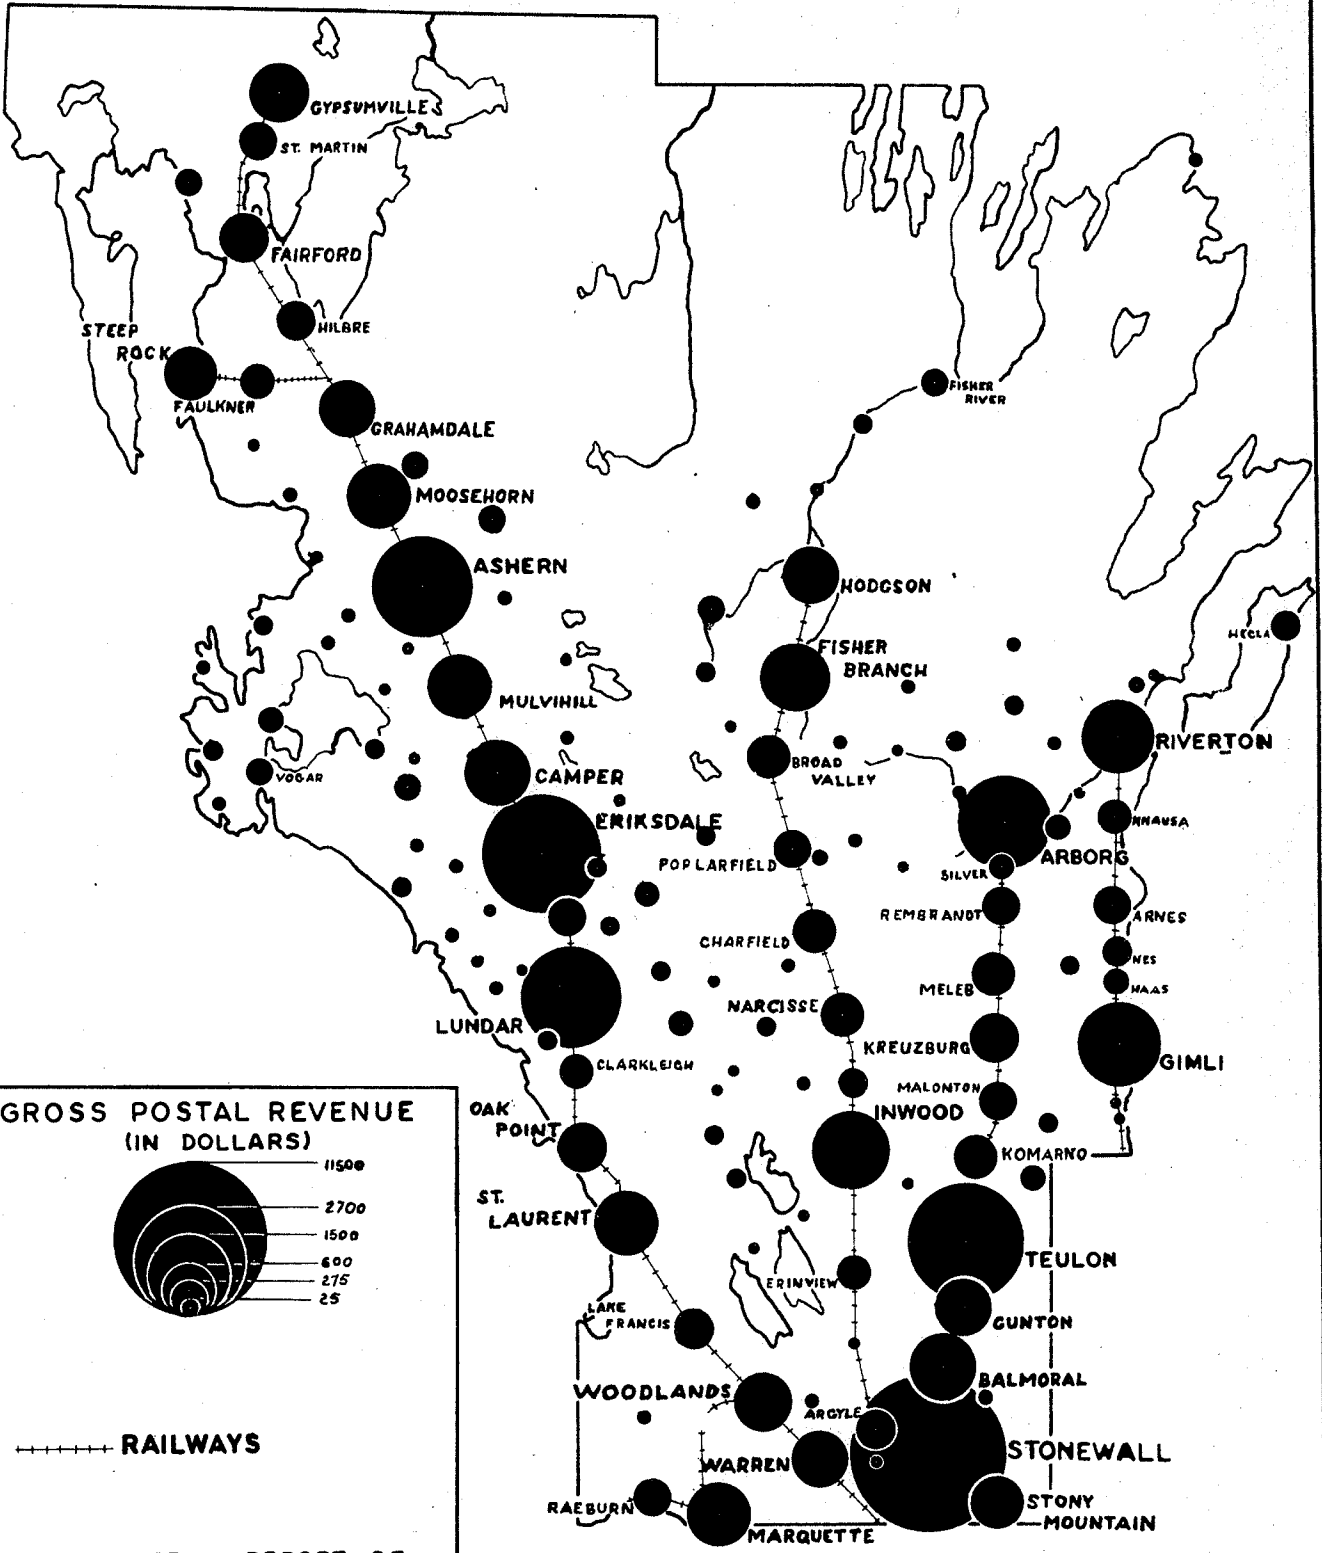 GYPSUMVILLE
ST. MARTIN
FAIRFORD
HILBRE
STEEP
ROCK
FAULKNER
GRAHAMDALE
MOOSEHORN
ASHERN
MULVIHILL
CAMPER
ERIKSDALE
VOGAR
LUNDAR
CLARKLEIGH
OAK
POINT
ST.
LAURENT
LAKE
FRANCIS
WOODLANDS
WARREN
RAEBURN
MARQUETTE
FISHER
RIVER
HODGSON
FISHER
BRANCH
BROAD
VALLEY
POPLARFIELD
CHARFIELD
NARCISSE
INWOOD
ERINVIEW
ARGYLE
HECLA
RIVERTON
HNAUSA
ARBORG
SILVER
REMBRANDT
ARNES
NES
MELEB
HAAS
KREUZBURG
GIMLI
MALONTON
KOMARNO
TEULON
GUNTON
BALMORAL
STONEWALL
STONY
MOUNTAIN
GROSS POSTAL REVENUE
(IN DOLLARS)
11500
2700
1500
600
275
25
RAILWAYS